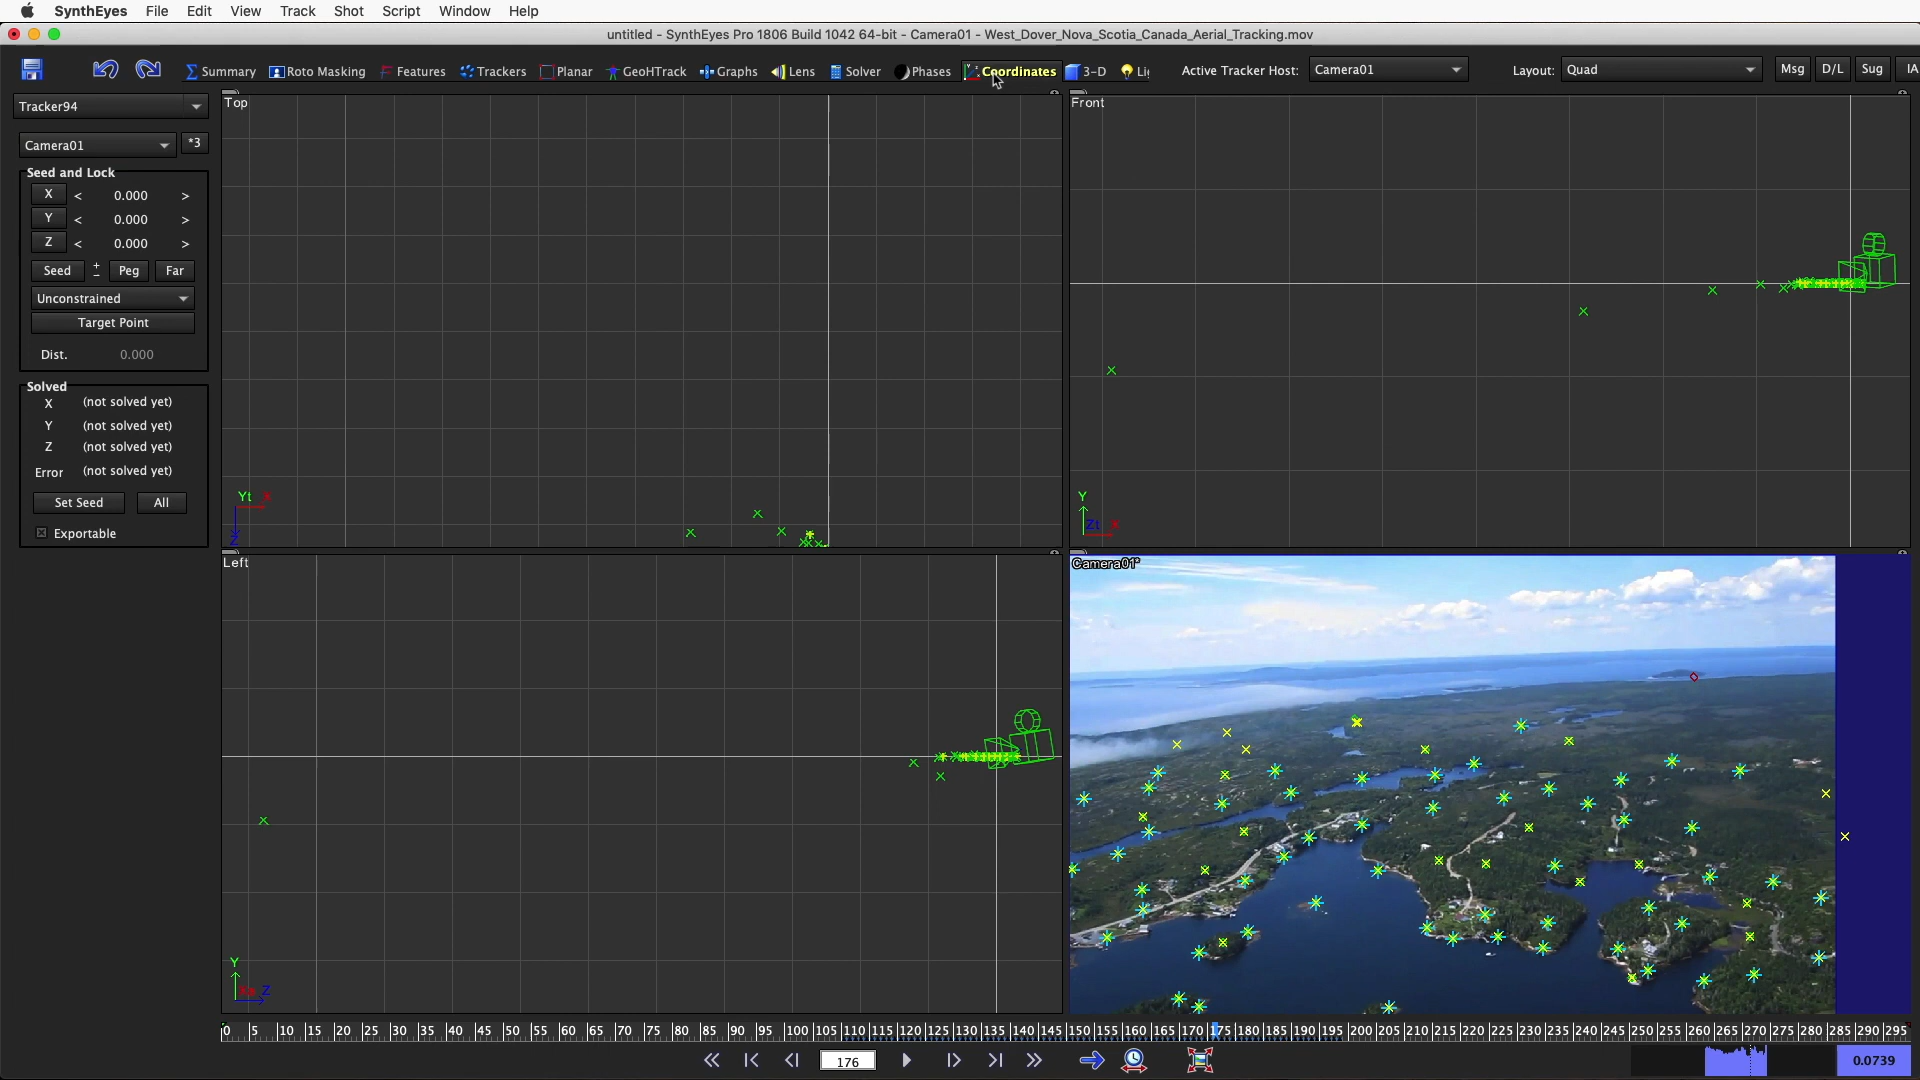 SynthEyes File Edit View Track Shot Script Window Help
untitled - SynthEyes Pro 1806 Build 1042 64-bit - Camera01 - West_Dover_Nova_Scotia_Canada_Aerial_Tracking.mov
Summary Roto Masking Features Trackers Planar GeoHTrack Graphs Lens Solver Phases Coordinates 3-D Li Active Tracker Host: Camera01 Layout: Quad Msg D/L Sug IA
Tracker94
Camera01 *3
Seed and Lock
X < 0.000 >
Y < 0.000 >
Z < 0.000 >
Seed + - Peg Far
Unconstrained
Target Point
Dist. 0.000
Solved
X (not solved yet)
Y (not solved yet)
Z (not solved yet)
Error (not solved yet)
Set Seed All
Exportable
Top
Yt X
Z
Front
Y
Zt X
Left
Y
Z
Camera01*
0 5 10 15 20 25 30 35 40 45 50 55 60 65 70 75 80 85 90 95 100 105 110 115 120 125 130 135 140 145 150 155 160 165 170 175 180 185 190 195 200 205 210 215 220 225 230 235 240 245 250 255 260 265 270 275 280 285 290 295
176
0.0739